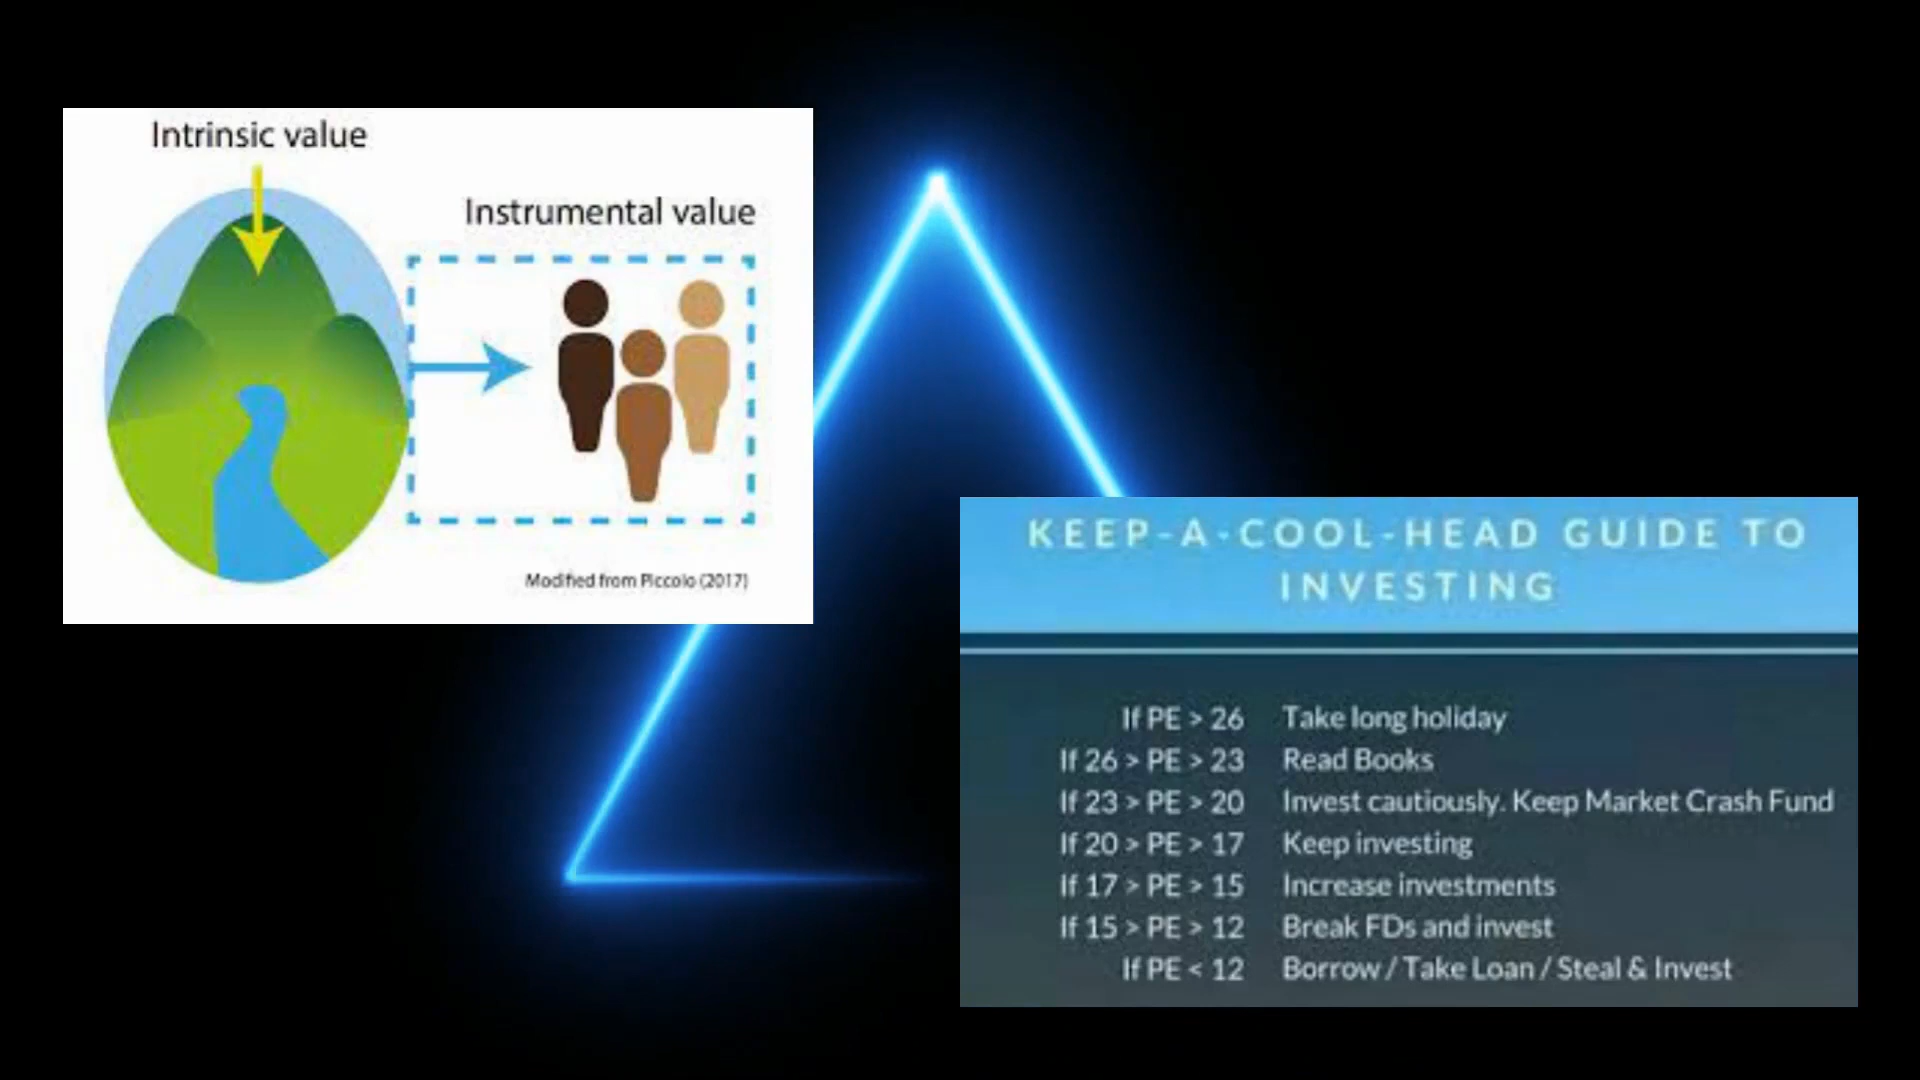 Intrinsic value
Instrumental value
Modified from Piccolo (2017)
KEEP-A-COOL-HEAD GUIDE TO
INVESTING
If PE > 26 Take long holiday
If 26 > PE > 23 Read Books
If 23 > PE > 20 Invest cautiously. Keep Market Crash Fund
If 20 > PE > 17 Keep investing
If 17 > PE > 15 Increase investments
If 15 > PE > 12 Break FDs and invest
If PE < 12 Borrow / Take Loan / Steal & Invest